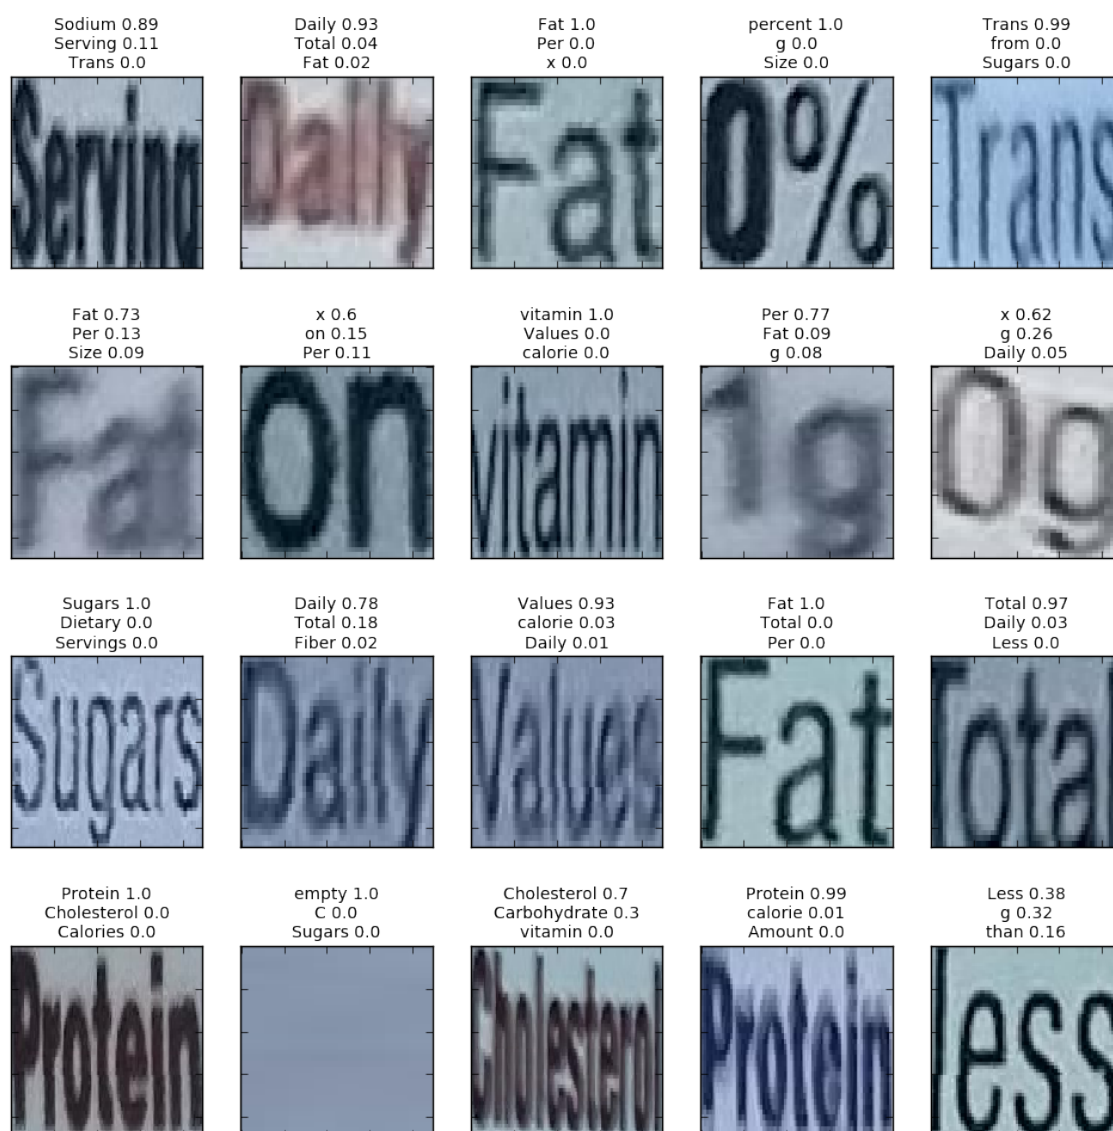 Sodium 0.89
Serving 0.11
Trans 0.0
Serving
Daily 0.93
Total 0.04
Fat 0.02
Daily
Fat 1.0
Per 0.0
x 0.0
Fat
percent 1.0
g 0.0
Size 0.0
0%
Trans 0.99
from 0.0
Sugars 0.0
Trans
Fat 0.73
Per 0.13
Size 0.09
Fat
x 0.6
on 0.15
Per 0.11
on
vitamin 1.0
Values 0.0
calorie 0.0
vitamin
Per 0.77
Fat 0.09
g 0.08
1g
x 0.62
g 0.26
Daily 0.05
0g
Sugars 1.0
Dietary 0.0
Servings 0.0
Sugars
Daily 0.78
Total 0.18
Fiber 0.02
Daily
Values 0.93
calorie 0.03
Daily 0.01
Values
Fat 1.0
Total 0.0
Per 0.0
Fat
Total 0.97
Daily 0.03
Less 0.0
Total
Protein 1.0
Cholesterol 0.0
Calories 0.0
Protein
empty 1.0
C 0.0
Sugars 0.0
Cholesterol 0.7
Carbohydrate 0.3
vitamin 0.0
Cholesterol
Protein 0.99
calorie 0.01
Amount 0.0
Protein
Less 0.38
g 0.32
than 0.16
less